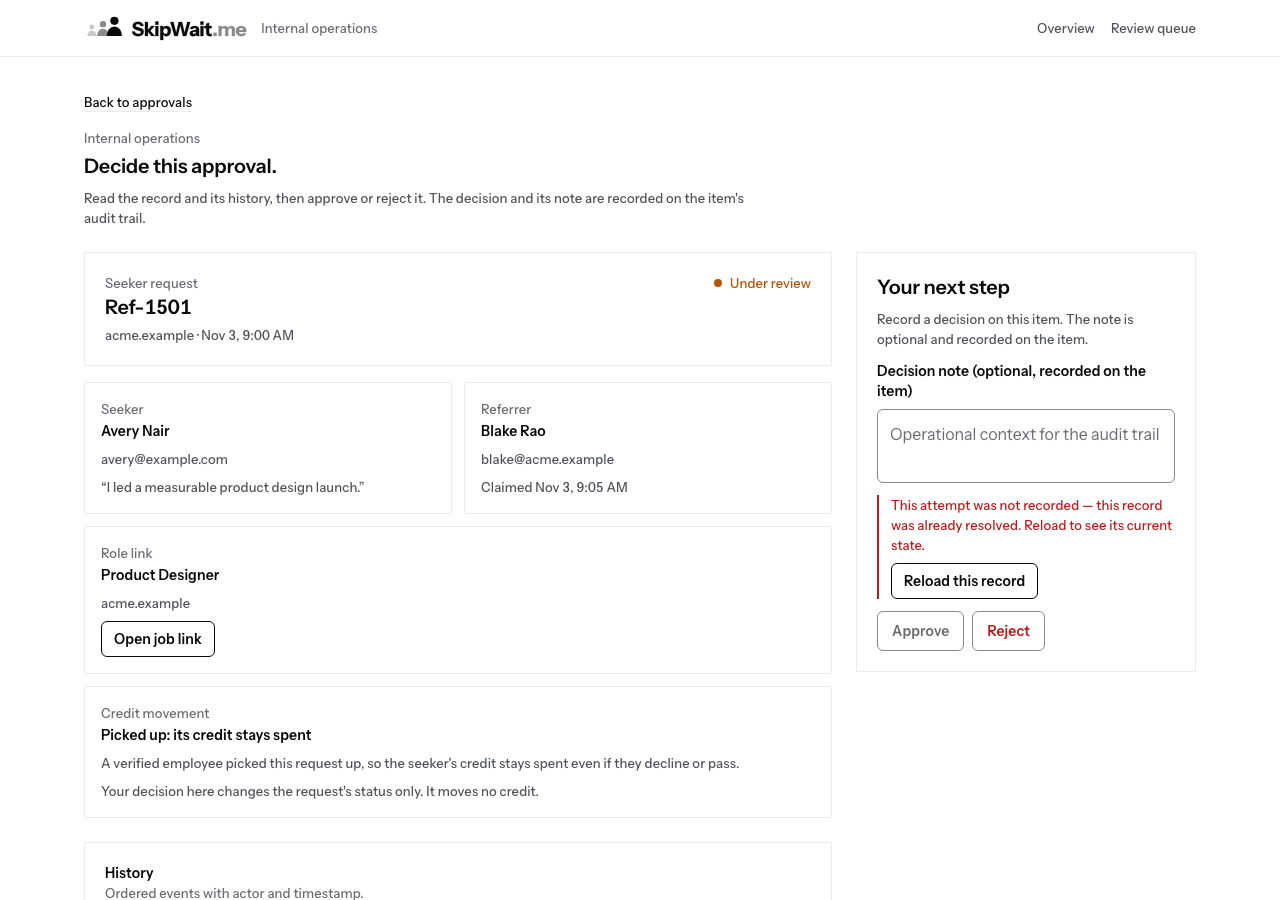 SkipWait.me
Internal operations
Overview
Review queue
Back to approvals
Internal operations
Decide this approval.
Read the record and its history, then approve or reject it. The decision and its note are recorded on the item's
audit trail.
Seeker request
Under review
Ref-1501
acme.example · Nov 3, 9:00 AM
Seeker
Avery Nair
avery@example.com
“I led a measurable product design launch.”
Referrer
Blake Rao
blake@acme.example
Claimed Nov 3, 9:05 AM
Role link
Product Designer
acme.example
Open job link
Credit movement
Picked up: its credit stays spent
A verified employee picked this request up, so the seeker's credit stays spent even if they decline or pass.
Your decision here changes the request's status only. It moves no credit.
History
Ordered events with actor and timestamp.
Your next step
Record a decision on this item. The note is
optional and recorded on the item.
Decision note (optional, recorded on the
item)
Operational context for the audit trail
This attempt was not recorded — this record
was already resolved. Reload to see its current
state.
Reload this record
Approve
Reject